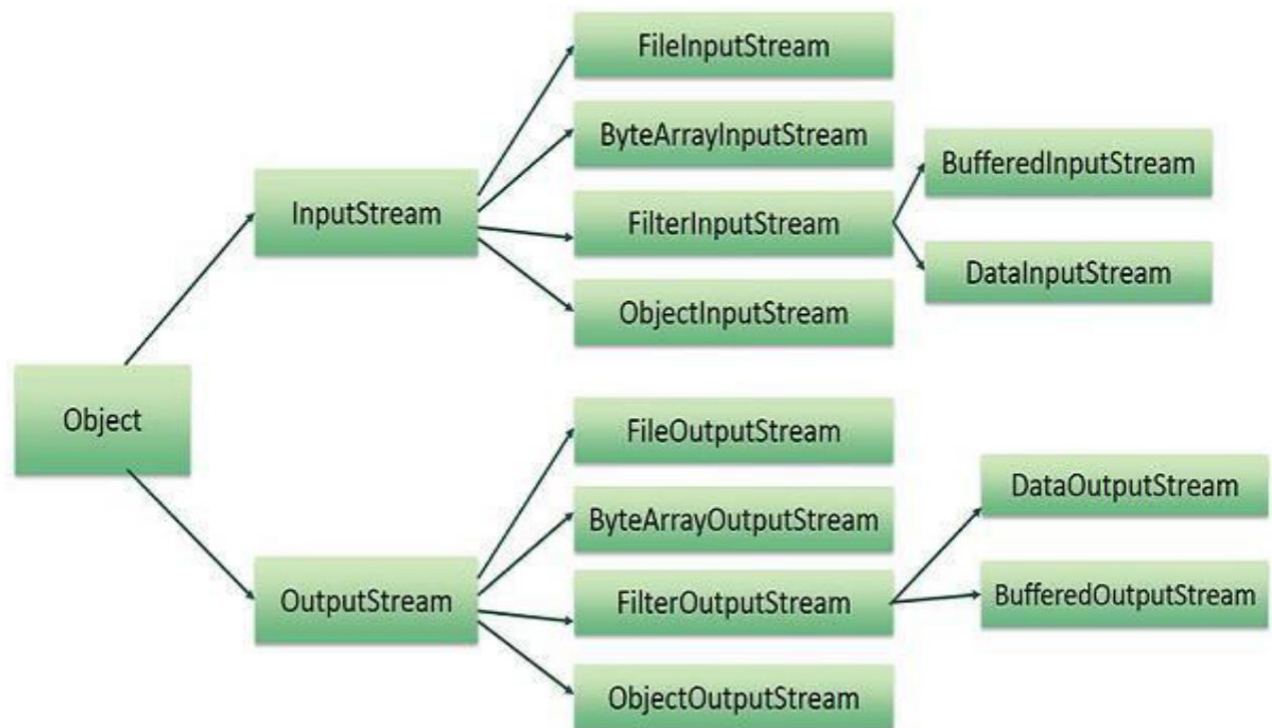 FileInputStream
ByteArrayInputStream
BufferedInputStream
InputStream
FilterInputStream
DataInputStream
ObjectInputStream
Object
FileOutputStream
DataOutputStream
ByteArrayOutputStream
OutputStream
FilterOutputStream
BufferedOutputStream
ObjectOutputStream